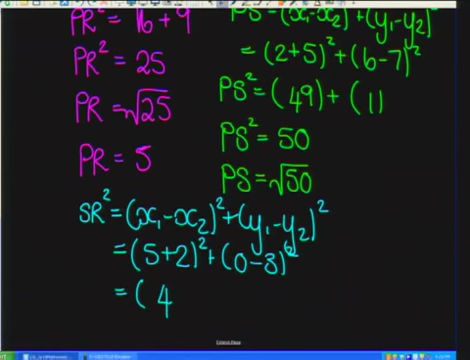 PR² = 16 + 9
PR² = 25
PR = √25
PR = 5
PS² = (x₁-x₂)² + (y₁-y₂)²
= (2+5)² + (6-7)²
PS² = (49) + (1)
PS² = 50
PS = √50
SR² = (x₁-x₂)² + (y₁-y₂)²
= (5+2)² + (0-3)²
= ( 4